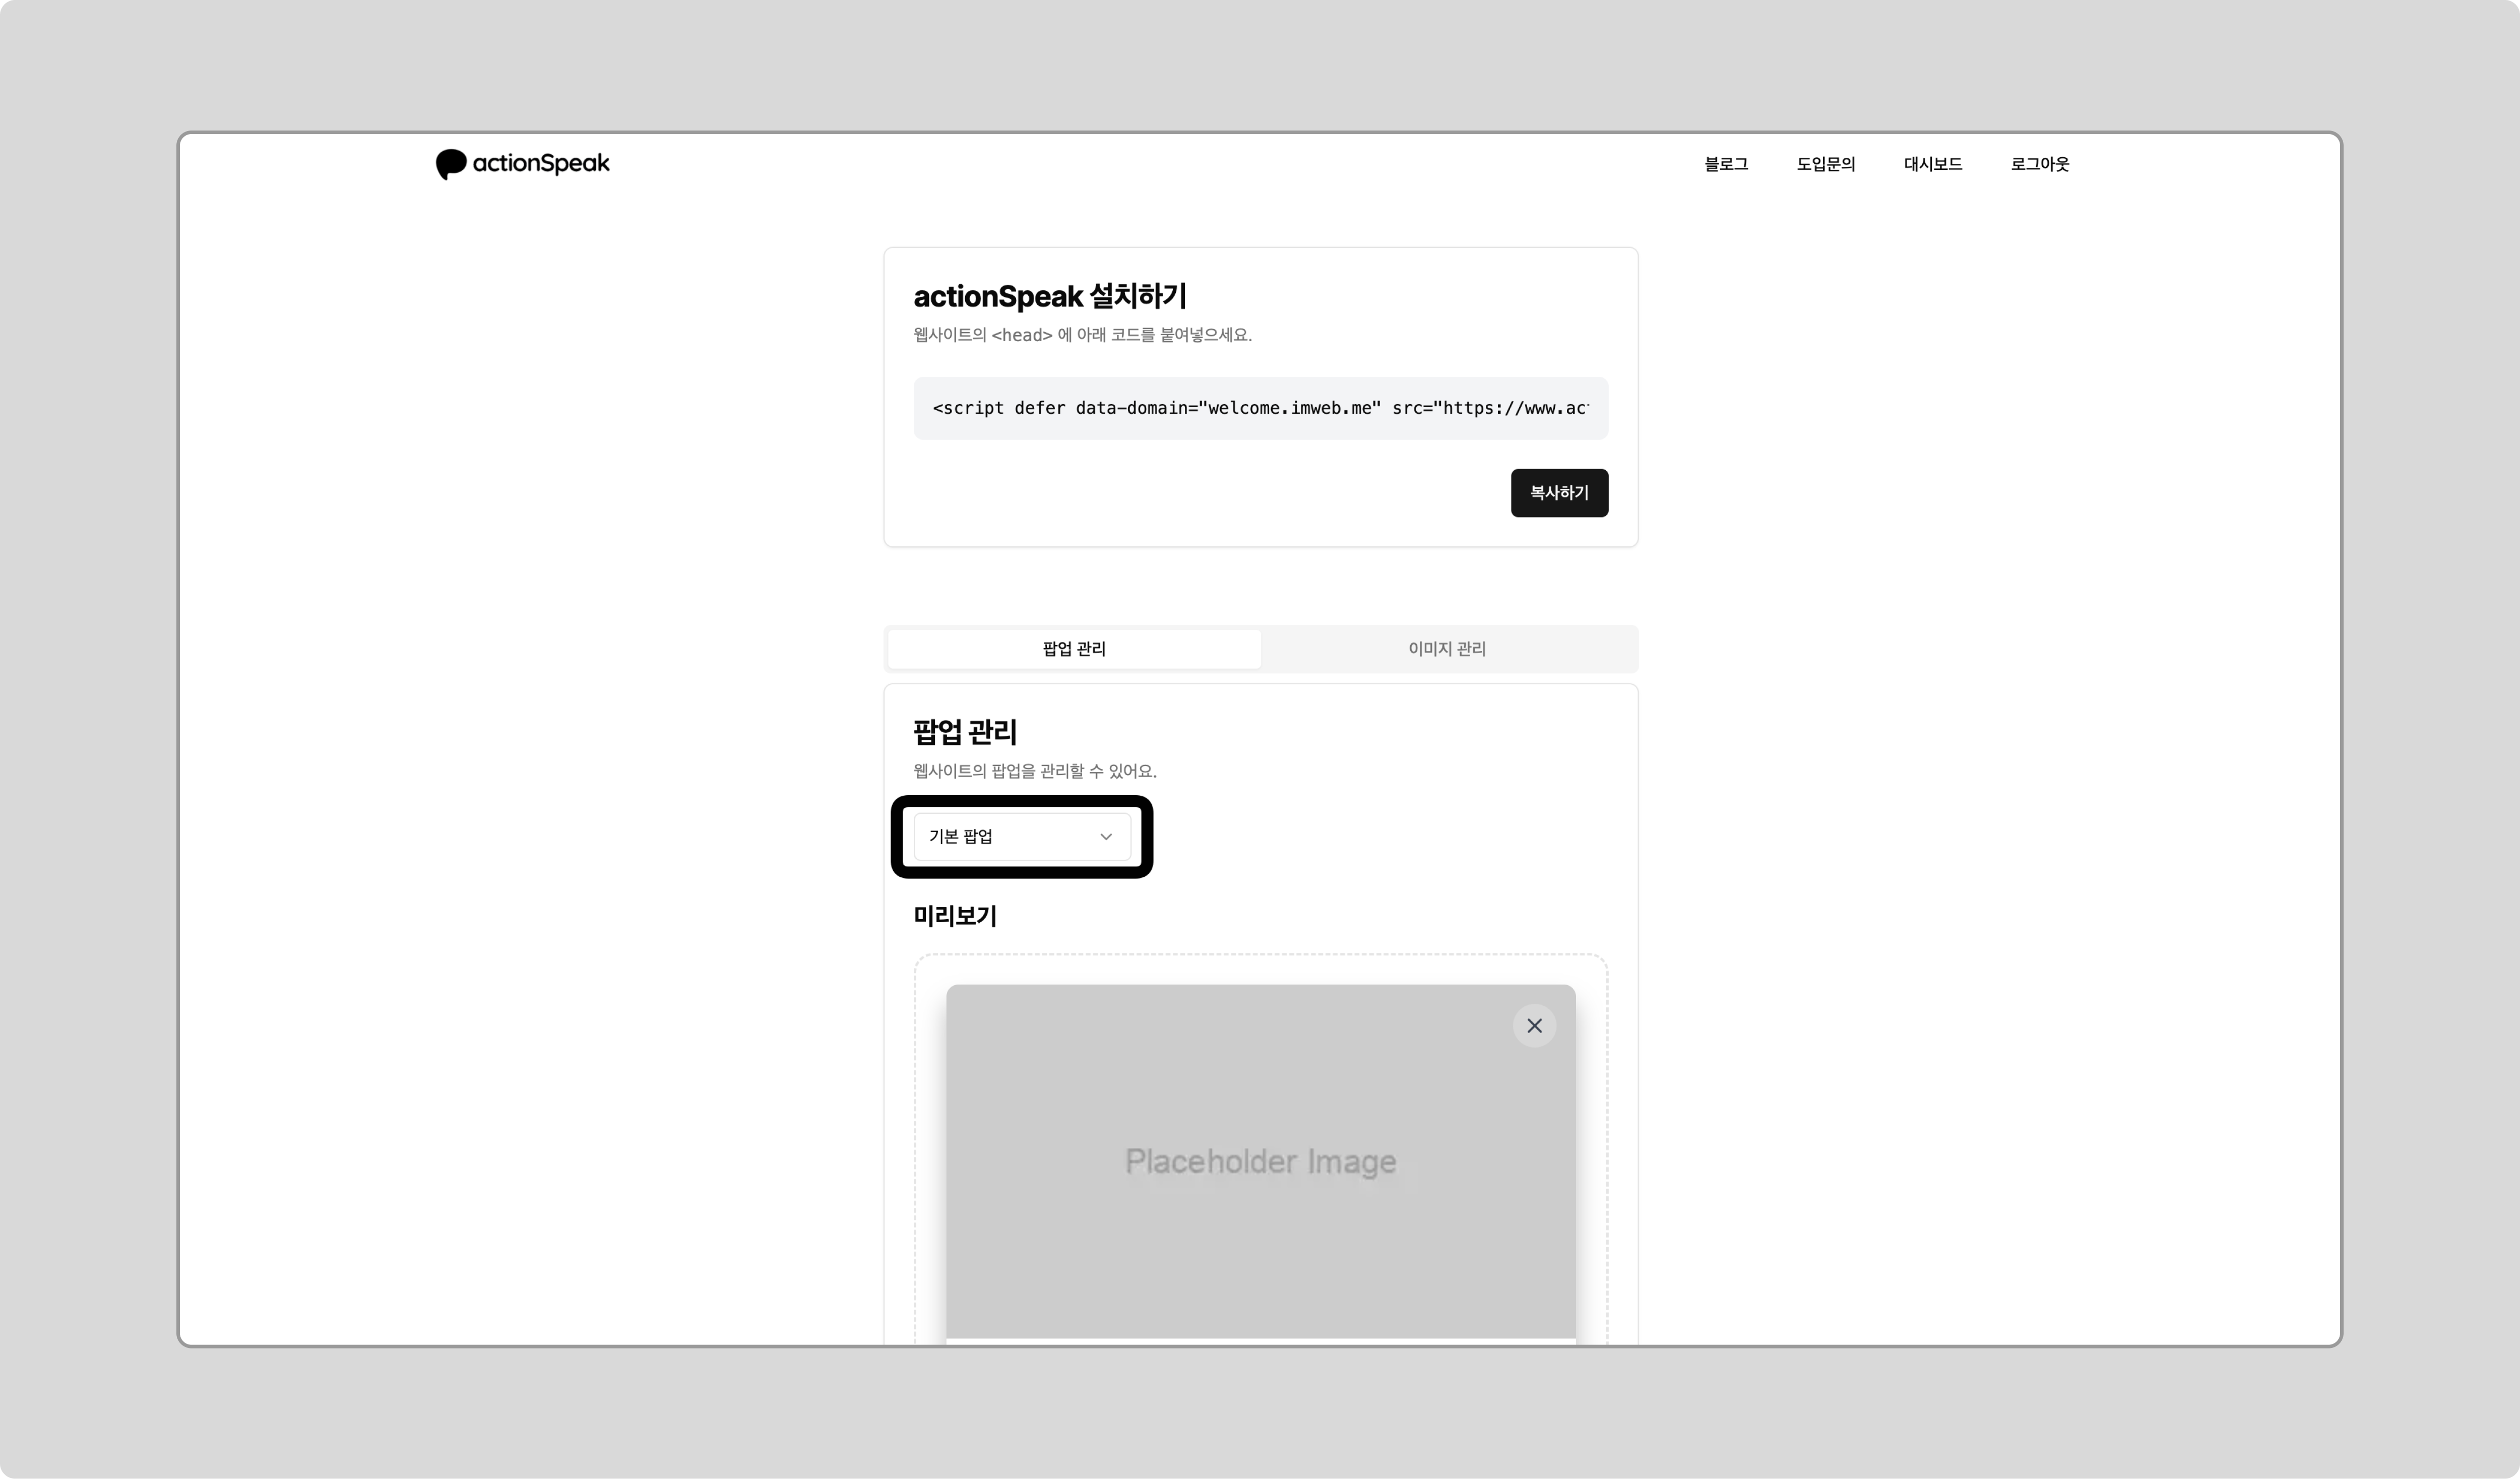 actionSpeak
블로그 도입문의 대시보드 로그아웃
actionSpeak 설치하기
웹사이트의 <head> 에 아래 코드를 붙여넣으세요.
<script defer data-domain="welcome.imweb.me" src="https://www.ac
복사하기
팝업 관리 이미지 관리
팝업 관리
웹사이트의 팝업을 관리할 수 있어요.
기본 팝업
미리보기
Placeholder Image